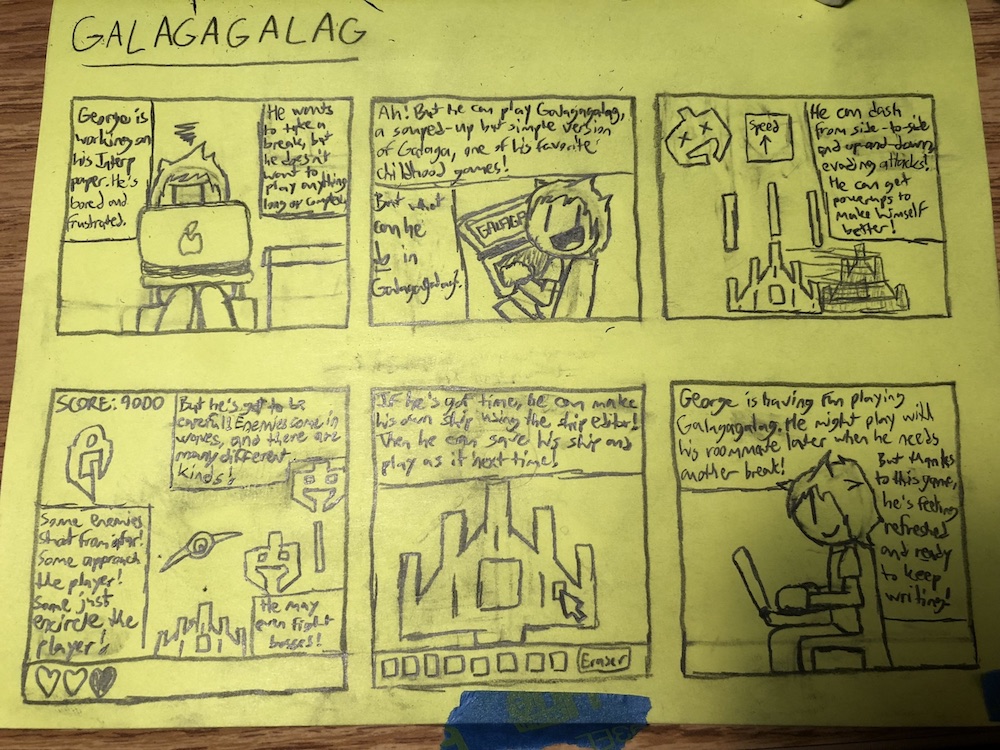 GALAGAGALAG
George is
working on
his Interp
paper. He's
bored and
frustrated.
He wants
to take a
break, but
he doesn't
want to
play anything
long or complex.
Ah! But he can play Galagagalag,
a souped-up but simple version
of Galaga, one of his favorite
childhood games!
But what
can he
do in
Galagagalag?
GALAGA
Speed
He can dash
from side-to-side
and up-and-down,
evading attacks!
He can get
powerups to
make himself
better!
SCORE: 9000
But he's got to be
careful! Enemies come in
waves, and there are
many different
kinds!
Some enemies
shoot from afar!
Some approach
the player!
Some just
encircle the
player!
He may
even fight
bosses!
If he's got time, he can make
his own ship using the ship editor!
Then he can save his ship and
play as it next time!
Eraser
George is having fun playing
Galagagalag. He might play with
his roommate later when he needs
another break!
But thanks
to this game,
he's feeling
refreshed
and ready
to keep
writing!